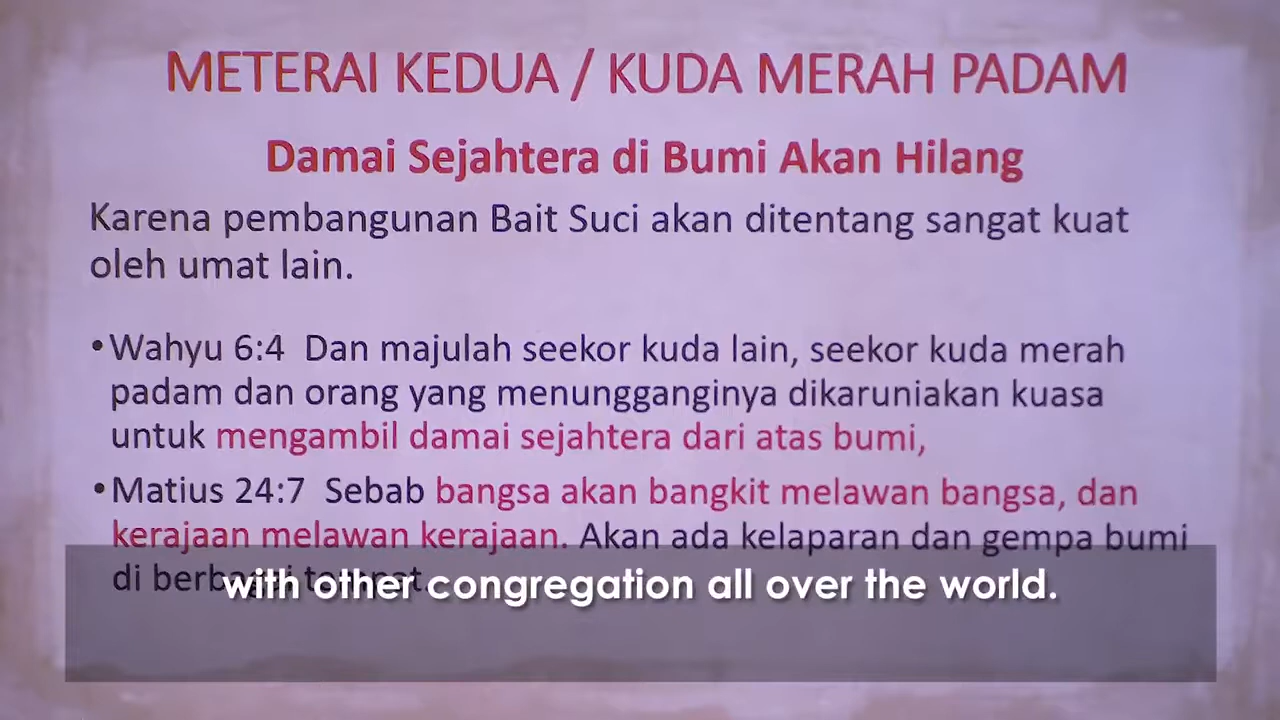 METERAI KEDUA / KUDA MERAH PADAM
Damai Sejahtera di Bumi Akan Hilang
Karena pembangunan Bait Suci akan ditentang sangat kuat
oleh umat lain.
•Wahyu 6:4 Dan majulah seekor kuda lain, seekor kuda merah
padam dan orang yang menungganginya dikaruniakan kuasa
untuk mengambil damai sejahtera dari atas bumi,
•Matius 24:7 Sebab bangsa akan bangkit melawan bangsa, dan
kerajaan melawan kerajaan. Akan ada kelaparan dan gempa bumi
di
with other congregation all over the world.